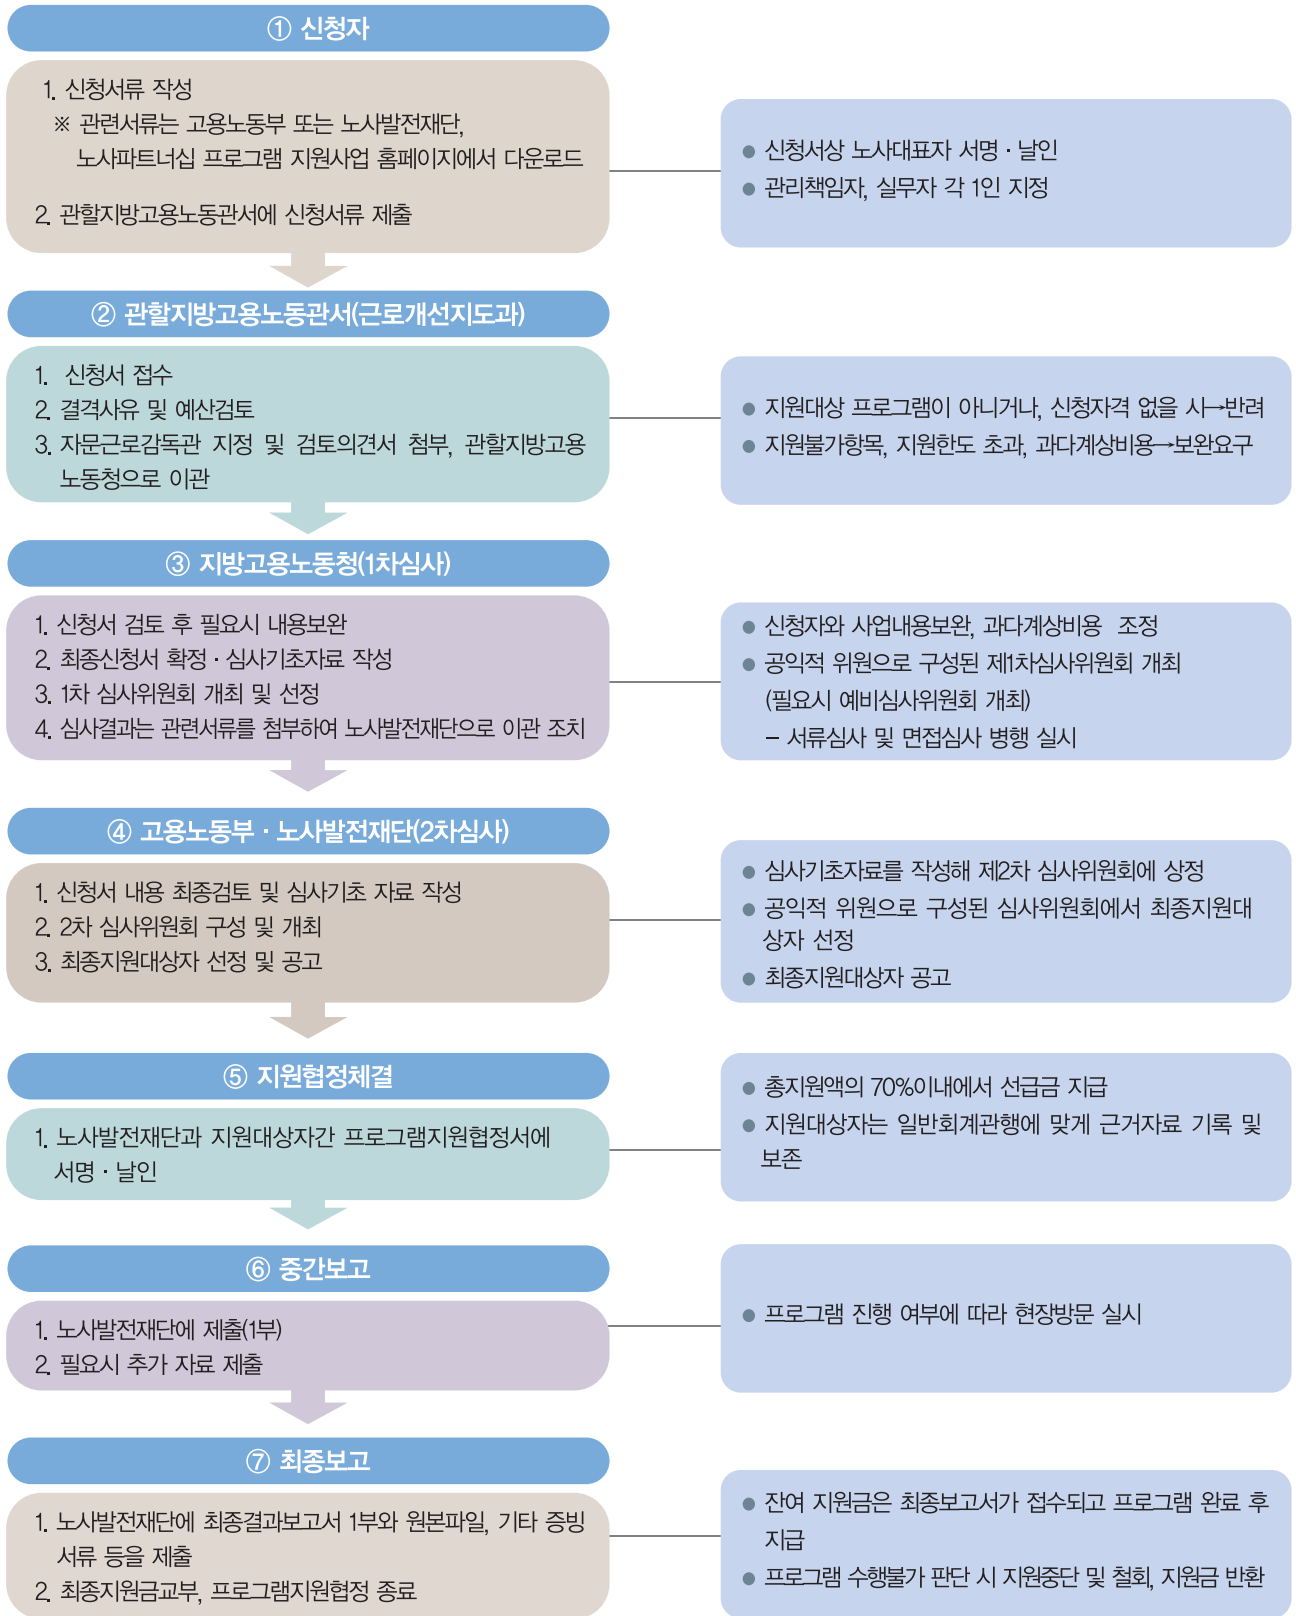 ① 신청자
1. 신청서류 작성
※ 관련서류는 고용노동부 또는 노사발전재단,
노사파트너십 프로그램 지원사업 홈페이지에서 다운로드
2. 관할지방고용노동관서에 신청서류 제출
● 신청서상 노사대표자 서명 · 날인
● 관리책임자, 실무자 각 1인 지정
② 관할지방고용노동관서(근로개선지도과)
1. 신청서 접수
2. 결격사유 및 예산검토
3. 자문근로감독관 지정 및 검토의견서 첨부, 관할지방고용
노동청으로 이관
● 지원대상 프로그램이 아니거나, 신청자격 없을 시→반려
● 지원불가항목, 지원한도 초과, 과다계상비용→보완요구
③ 지방고용노동청(1차심사)
1. 신청서 검토 후 필요시 내용보완
2. 최종신청서 확정 · 심사기초자료 작성
3. 1차 심사위원회 개최 및 선정
4. 심사결과는 관련서류를 첨부하여 노사발전재단으로 이관 조치
● 신청자와 사업내용보완, 과다계상비용 조정
● 공익적 위원으로 구성된 제1차심사위원회 개최
(필요시 예비심사위원회 개최)
– 서류심사 및 면접심사 병행 실시
④ 고용노동부 · 노사발전재단(2차심사)
1. 신청서 내용 최종검토 및 심사기초 자료 작성
2. 2차 심사위원회 구성 및 개최
3. 최종지원대상자 선정 및 공고
● 심사기초자료를 작성해 제2차 심사위원회에 상정
● 공익적 위원으로 구성된 심사위원회에서 최종지원대
상자 선정
● 최종지원대상자 공고
⑤ 지원협정체결
1. 노사발전재단과 지원대상자간 프로그램지원협정서에
서명 · 날인
● 총지원액의 70%이내에서 선급금 지급
● 지원대상자는 일반회계관행에 맞게 근거자료 기록 및
보존
⑥ 중간보고
1. 노사발전재단에 제출(1부)
2. 필요시 추가 자료 제출
● 프로그램 진행 여부에 따라 현장방문 실시
⑦ 최종보고
1. 노사발전재단에 최종결과보고서 1부와 원본파일, 기타 증빙
서류 등을 제출
2. 최종지원금교부, 프로그램지원협정 종료
● 잔여 지원금은 최종보고서가 접수되고 프로그램 완료 후
지급
● 프로그램 수행불가 판단 시 지원중단 및 철회, 지원금 반환